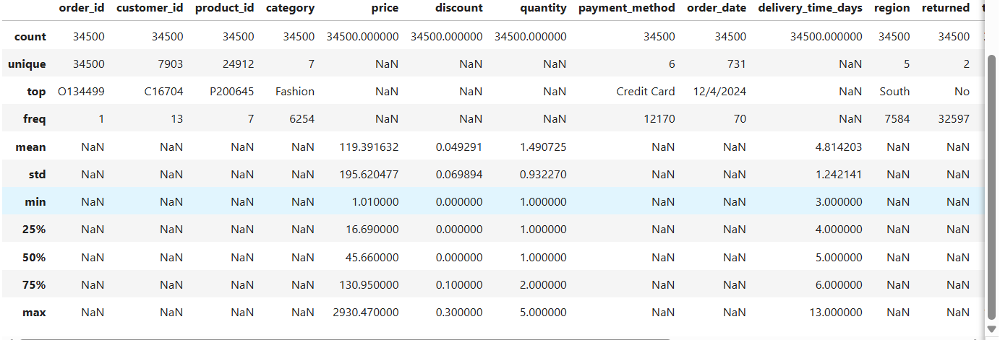 order_id customer_id product_id category price discount quantity payment_method order_date delivery_time_days region returned
count 34500 34500 34500 34500 34500.000000 34500.000000 34500.000000 34500 34500 34500.000000 34500 34500
unique 34500 7903 24912 7 NaN NaN NaN 6 731 NaN 5 2
top O134499 C16704 P200645 Fashion NaN NaN NaN Credit Card 12/4/2024 NaN South No
freq 1 13 7 6254 NaN NaN NaN 12170 70 NaN 7584 32597
mean NaN NaN NaN NaN 119.391632 0.049291 1.490725 NaN NaN 4.814203 NaN NaN
std NaN NaN NaN NaN 195.620477 0.069894 0.932270 NaN NaN 1.242141 NaN NaN
min NaN NaN NaN NaN 1.010000 0.000000 1.000000 NaN NaN 3.000000 NaN NaN
25% NaN NaN NaN NaN 16.690000 0.000000 1.000000 NaN NaN 4.000000 NaN NaN
50% NaN NaN NaN NaN 45.660000 0.000000 1.000000 NaN NaN 5.000000 NaN NaN
75% NaN NaN NaN NaN 130.950000 0.100000 2.000000 NaN NaN 6.000000 NaN NaN
max NaN NaN NaN NaN 2930.470000 0.300000 5.000000 NaN NaN 13.000000 NaN NaN